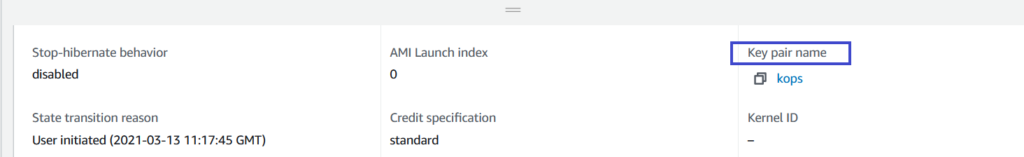 Stop-hibernate behavior
disabled
AMI Launch index
0
Key pair name
kops
State transition reason
User initiated (2021-03-13 11:17:45 GMT)
Credit specification
standard
Kernel ID
–